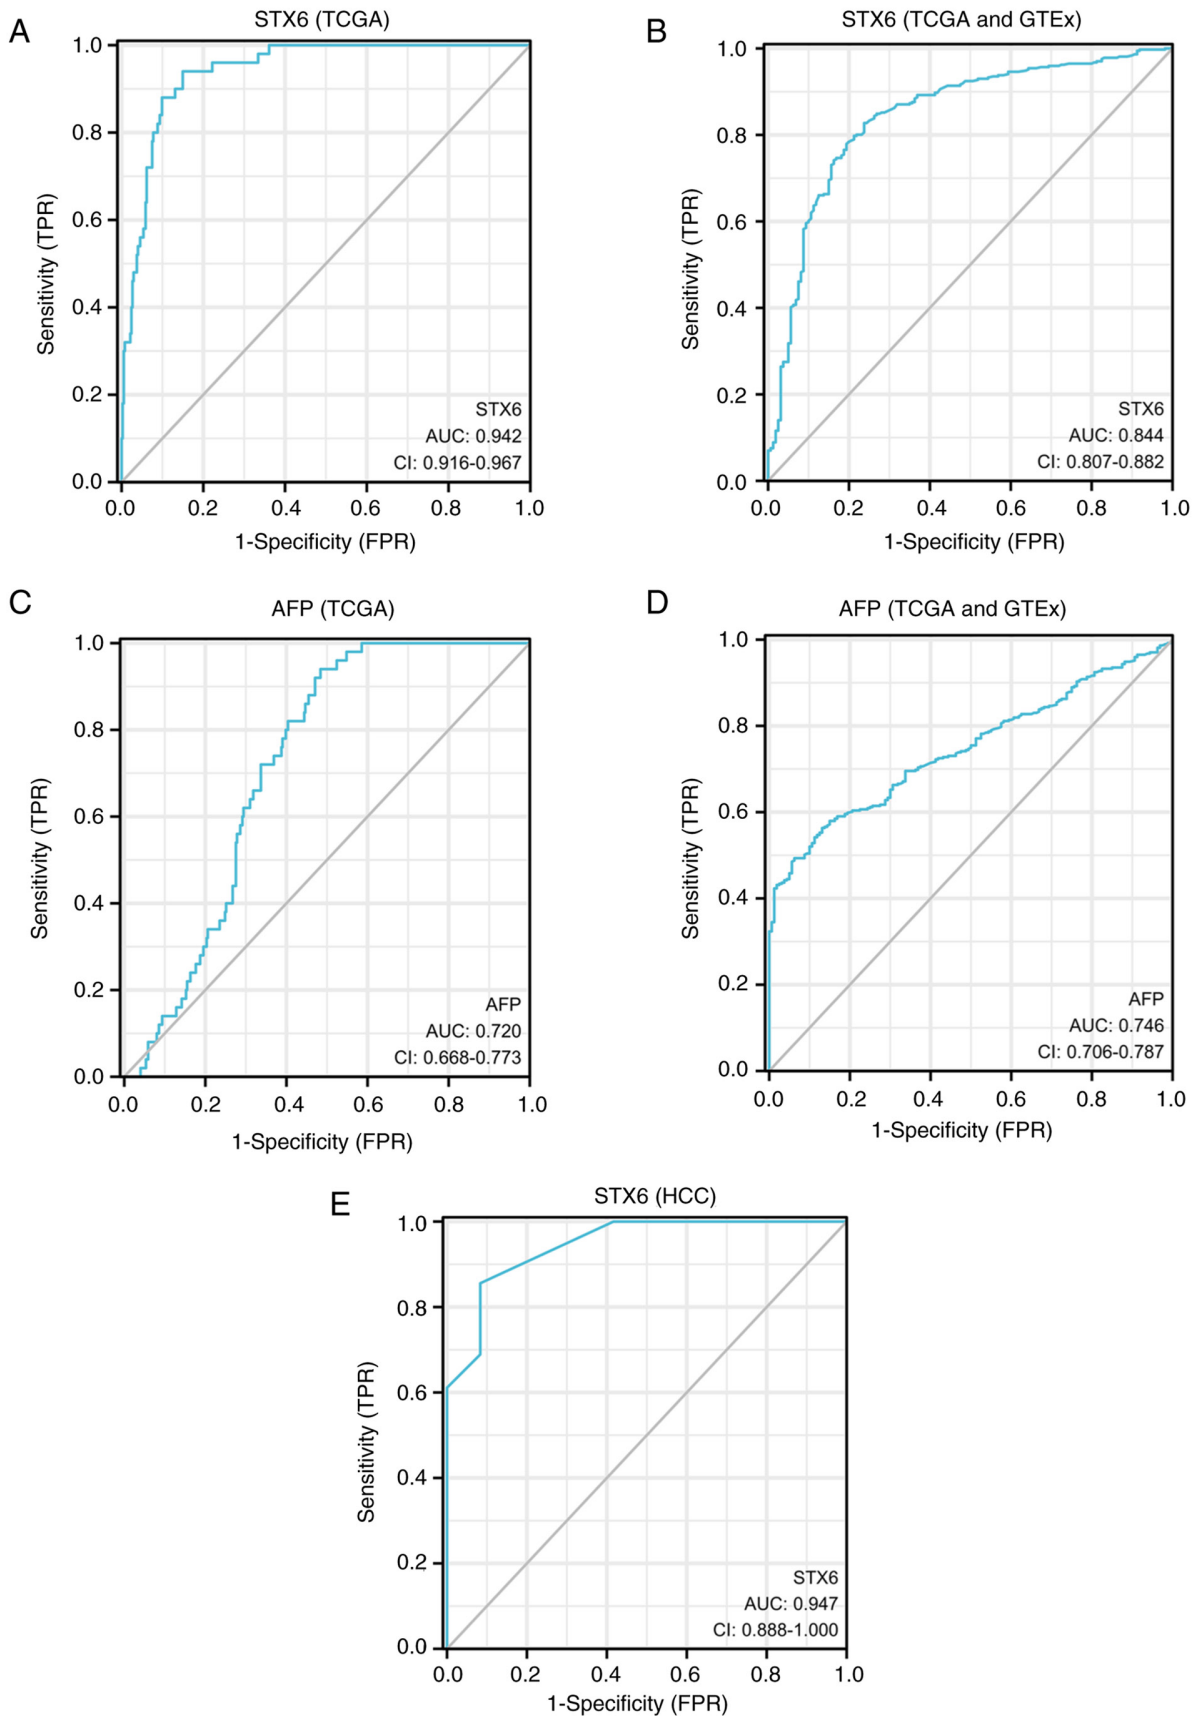 A
STX6 (TCGA)
1.0
0.8
0.6
0.4
0.2
0.0
Sensitivity (TPR)
STX6
AUC: 0.942
CI: 0.916-0.967
0.0 0.2 0.4 0.6 0.8 1.0
1-Specificity (FPR)
B
STX6 (TCGA and GTEx)
1.0
0.8
0.6
0.4
0.2
0.0
Sensitivity (TPR)
STX6
AUC: 0.844
CI: 0.807-0.882
0.0 0.2 0.4 0.6 0.8 1.0
1-Specificity (FPR)
C
AFP (TCGA)
1.0
0.8
0.6
0.4
0.2
0.0
Sensitivity (TPR)
AFP
AUC: 0.720
CI: 0.668-0.773
0.0 0.2 0.4 0.6 0.8 1.0
1-Specificity (FPR)
D
AFP (TCGA and GTEx)
1.0
0.8
0.6
0.4
0.2
0.0
Sensitivity (TPR)
AFP
AUC: 0.746
CI: 0.706-0.787
0.0 0.2 0.4 0.6 0.8 1.0
1-Specificity (FPR)
E
STX6 (HCC)
1.0
0.8
0.6
0.4
0.2
0.0
Sensitivity (TPR)
STX6
AUC: 0.947
CI: 0.888-1.000
0.0 0.2 0.4 0.6 0.8 1.0
1-Specificity (FPR)